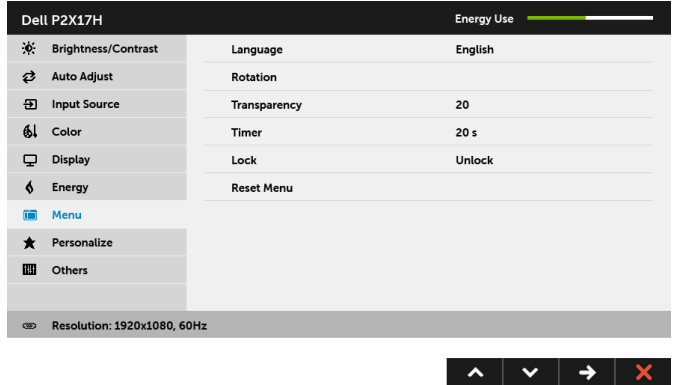 Dell P2X17H Energy Use
Brightness/Contrast Language English
Auto Adjust Rotation
Input Source Transparency 20
Color Timer 20 s
Display Lock Unlock
Energy Reset Menu
Menu
Personalize
Others
Resolution: 1920x1080, 60Hz